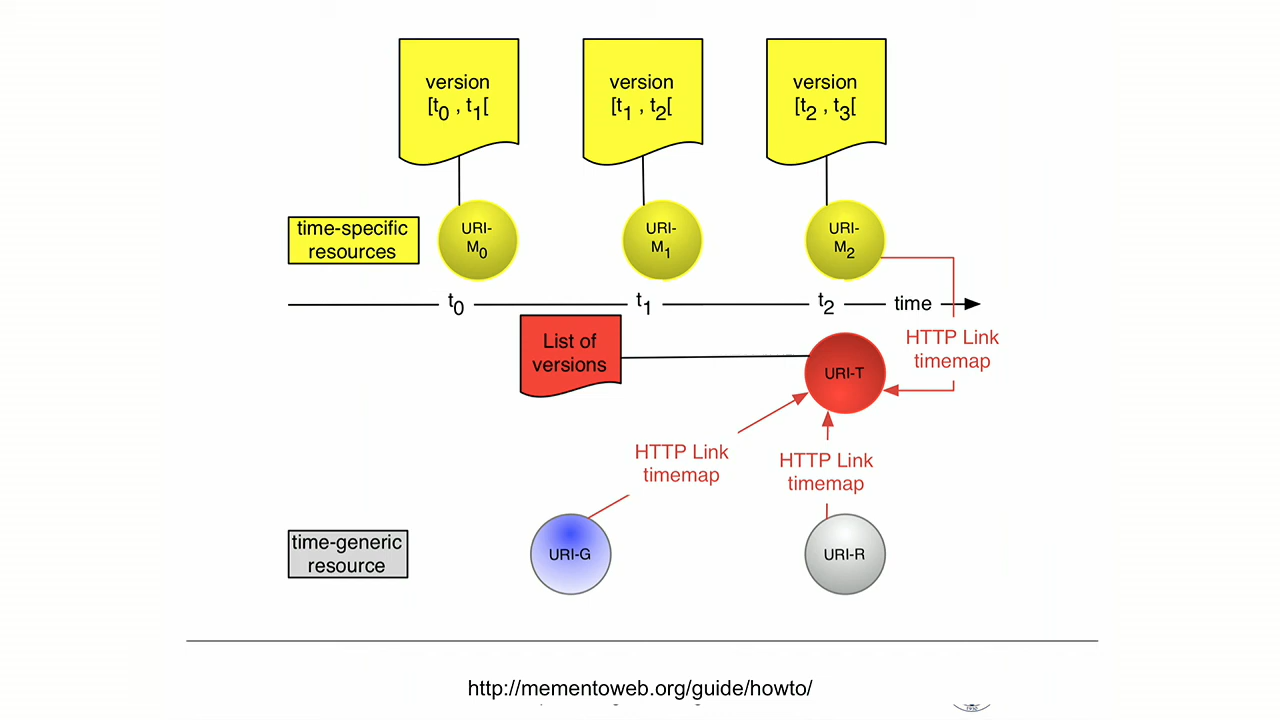 version
[t0 , t1[
version
[t1 , t2[
version
[t2 , t3[
time-specific
resources
URI-
M0
URI-
M1
URI-
M2
t0
t1
t2
time
List of
versions
URI-T
HTTP Link
timemap
HTTP Link
timemap
HTTP Link
timemap
time-generic
resource
URI-G
URI-R
http://mementoweb.org/guide/howto/